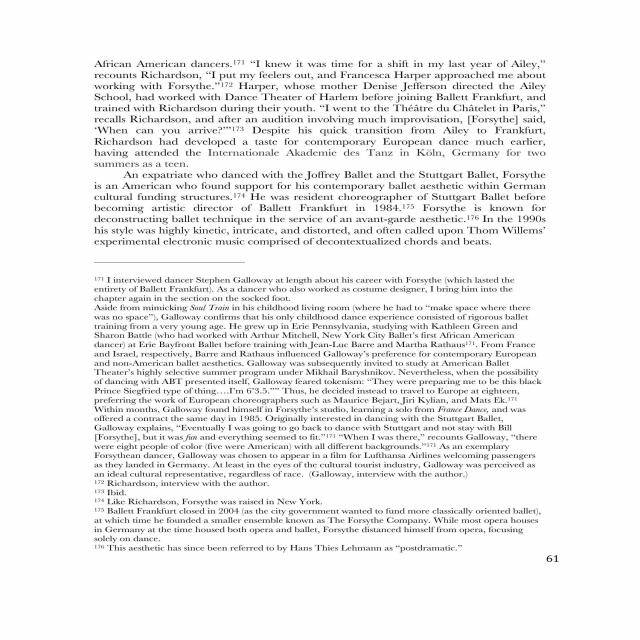 African American dancers.171 “I knew it was time for a shift in my last year of Ailey,”
recounts Richardson, “I put my feelers out, and Francesca Harper approached me about
working with Forsythe.”172 Harper, whose mother Denise Jefferson directed the Ailey
School, had worked with Dance Theater of Harlem before joining Ballett Frankfurt, and
trained with Richardson during their youth. “I went to the Théâtre du Châtelet in Paris,”
recalls Richardson, and after an audition involving much improvisation, [Forsythe] said,
‘When can you arrive?’”173 Despite his quick transition from Ailey to Frankfurt,
Richardson had developed a taste for contemporary European dance much earlier,
having attended the Internationale Akademie des Tanz in Köln, Germany for two
summers as a teen.
An expatriate who danced with the Joffrey Ballet and the Stuttgart Ballet, Forsythe
is an American who found support for his contemporary ballet aesthetic within German
cultural funding structures.174 He was resident choreographer of Stuttgart Ballet before
becoming artistic director of Ballett Frankfurt in 1984.175 Forsythe is known for
deconstructing ballet technique in the service of an avant-garde aesthetic.176 In the 1990s
his style was highly kinetic, intricate, and distorted, and often called upon Thom Willems’
experimental electronic music comprised of decontextualized chords and beats.
171 I interviewed dancer Stephen Galloway at length about his career with Forsythe (which lasted the
entirety of Ballett Frankfurt). As a dancer who also worked as costume designer, I bring him into the
chapter again in the section on the socked foot.
Aside from mimicking Soul Train in his childhood living room (where he had to “make space where there
was no space”), Galloway confirms that his only childhood dance experience consisted of rigorous ballet
training from a very young age. He grew up in Erie Pennsylvania, studying with Kathleen Green and
Sharon Battle (who had worked with Arthur Mitchell, New York City Ballet’s first African American
dancer) at Erie Bayfront Ballet before training with Jean-Luc Barre and Martha Rathaus171. From France
and Israel, respectively, Barre and Rathaus influenced Galloway’s preference for contemporary European
and non-American ballet aesthetics. Galloway was subsequently invited to study at American Ballet
Theater’s highly selective summer program under Mikhail Baryshnikov. Nevertheless, when the possibility
of dancing with ABT presented itself, Galloway feared tokenism: “They were preparing me to be this black
Prince Siegfried type of thing….I’m 6’3.5.”” Thus, he decided instead to travel to Europe at eighteen,
preferring the work of European choreographers such as Maurice Bejart, Jiri Kylian, and Mats Ek.171
Within months, Galloway found himself in Forsythe’s studio, learning a solo from France Dance, and was
offered a contract the same day in 1985. Originally interested in dancing with the Stuttgart Ballet,
Galloway explains, “Eventually I was going to go back to dance with Stuttgart and not stay with Bill
[Forsythe], but it was fun and everything seemed to fit.”171 “When I was there,” recounts Galloway, “there
were eight people of color (five were American) with all different backgrounds.”171 As an exemplary
Forsythean dancer, Galloway was chosen to appear in a film for Lufthansa Airlines welcoming passengers
as they landed in Germany. At least in the eyes of the cultural tourist industry, Galloway was perceived as
an ideal cultural representative, regardless of race. (Galloway, interview with the author.)
172 Richardson, interview with the author.
173 Ibid.
174 Like Richardson, Forsythe was raised in New York.
175 Ballett Frankfurt closed in 2004 (as the city government wanted to fund more classically oriented ballet),
at which time he founded a smaller ensemble known as The Forsythe Company. While most opera houses
in Germany at the time housed both opera and ballet, Forsythe distanced himself from opera, focusing
solely on dance.
176 This aesthetic has since been referred to by Hans Thies Lehmann as “postdramatic.”
61